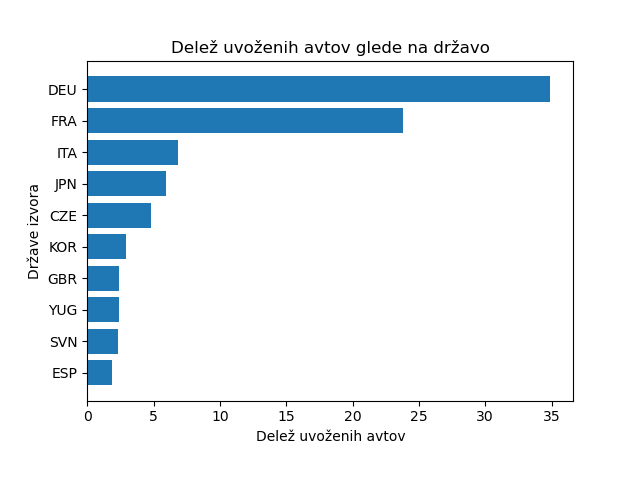 Delež uvoženih avtov glede na državo
Države izvora
DEU
FRA
ITA
JPN
CZE
KOR
GBR
YUG
SVN
ESP
0 5 10 15 20 25 30 35
Delež uvoženih avtov